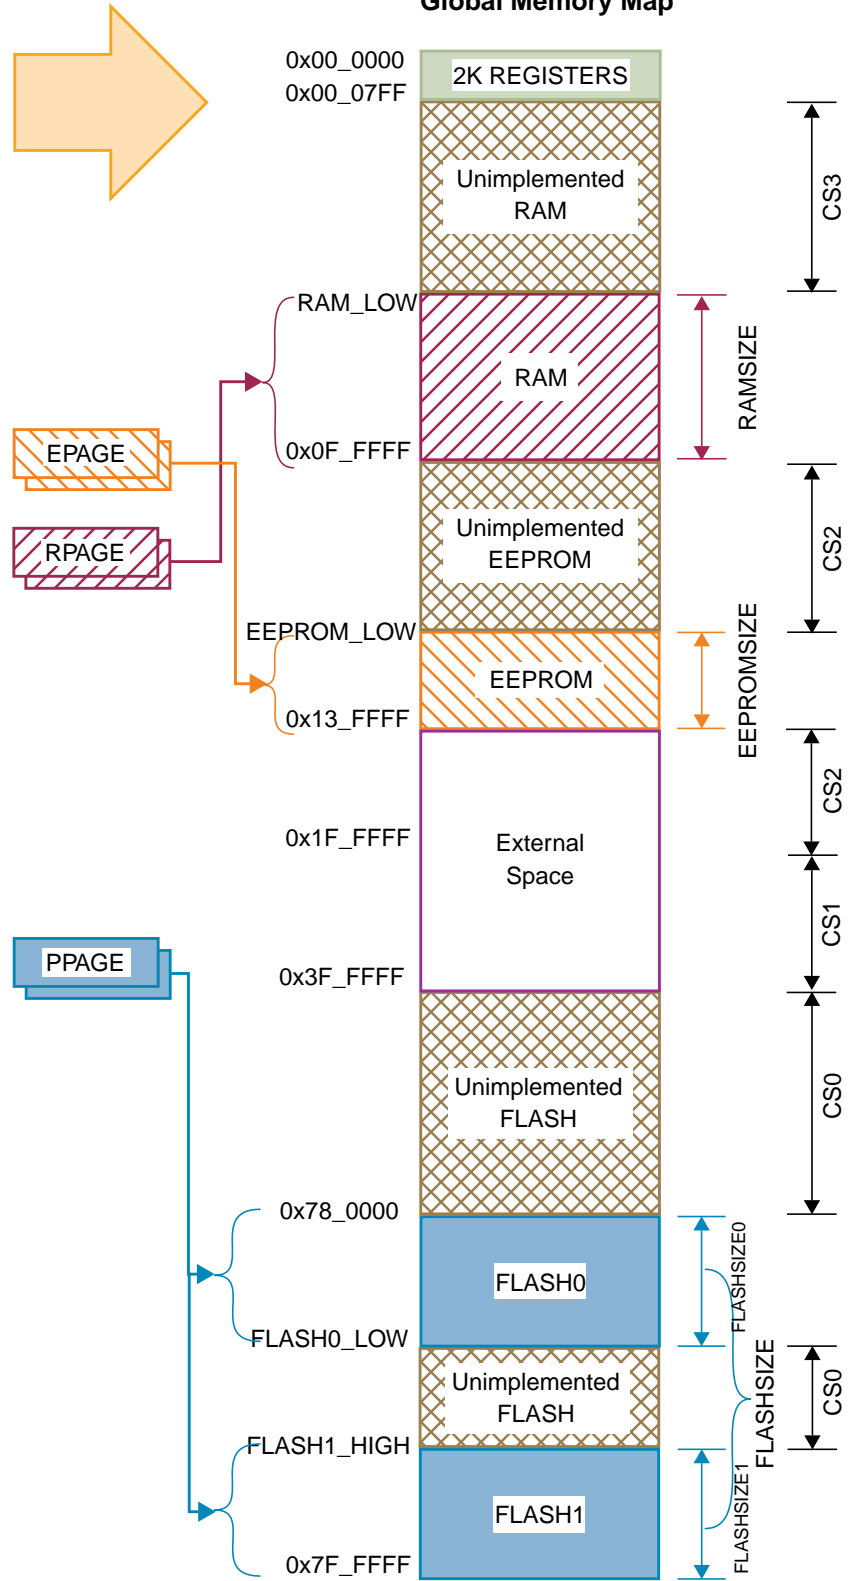 Global Memory Map
0x00_0000
2K REGISTERS
0x00_07FF
Unimplemented
RAM
CS3
RAM_LOW
RAM
RAMSIZE
0x0F_FFFF
EPAGE
RPAGE
Unimplemented
EEPROM
CS2
EEPROM_LOW
EEPROM
EEPROMSIZE
0x13_FFFF
CS2
0x1F_FFFF
External
Space
CS1
PPAGE
0x3F_FFFF
Unimplemented
FLASH
CS0
0x78_0000
FLASH0
FLASHSIZE0
FLASH0_LOW
Unimplemented
FLASH
FLASHSIZE
CS0
FLASH1_HIGH
FLASH1
FLASHSIZE1
0x7F_FFFF